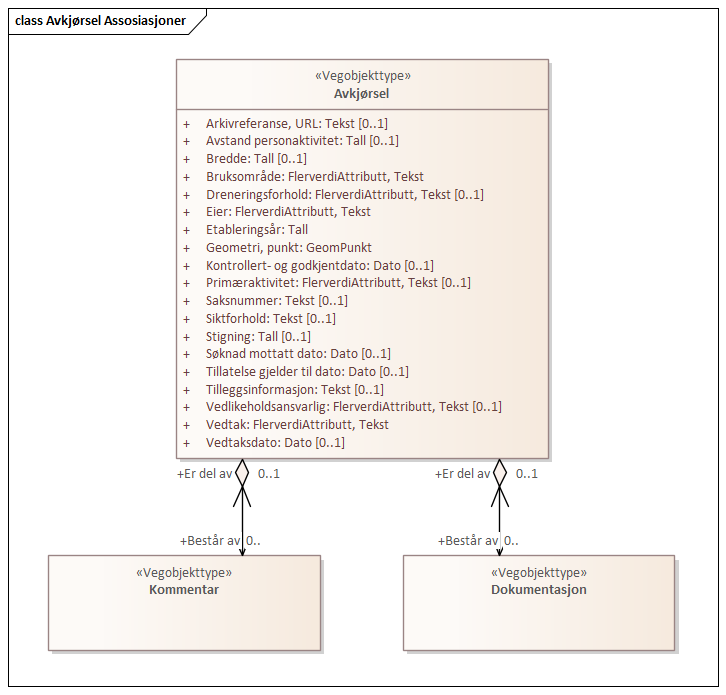 class Avkjørsel Assosiasjoner
«Vegobjekttype»
Avkjørsel
+ Arkivreferanse, URL: Tekst [0..1]
+ Avstand personaktivitet: Tall [0..1]
+ Bredde: Tall [0..1]
+ Bruksområde: FlerverdiAttributt, Tekst
+ Dreneringsforhold: FlerverdiAttributt, Tekst [0..1]
+ Eier: FlerverdiAttributt, Tekst
+ Etableringsår: Tall
+ Geometri, punkt: GeomPunkt
+ Kontrollert- og godkjentdato: Dato [0..1]
+ Primæraktivitet: FlerverdiAttributt, Tekst [0..1]
+ Saksnummer: Tekst [0..1]
+ Siktforhold: Tekst [0..1]
+ Stigning: Tall [0..1]
+ Søknad mottatt dato: Dato [0..1]
+ Tillatelse gjelder til dato: Dato [0..1]
+ Tilleggsinformasjon: Tekst [0..1]
+ Vedlikeholdsansvarlig: FlerverdiAttributt, Tekst [0..1]
+ Vedtak: FlerverdiAttributt, Tekst
+ Vedtaksdato: Dato [0..1]
+Er del av 0..1 +Er del av 0..1
+Består av 0.. +Består av 0..
«Vegobjekttype» «Vegobjekttype»
Kommentar Dokumentasjon